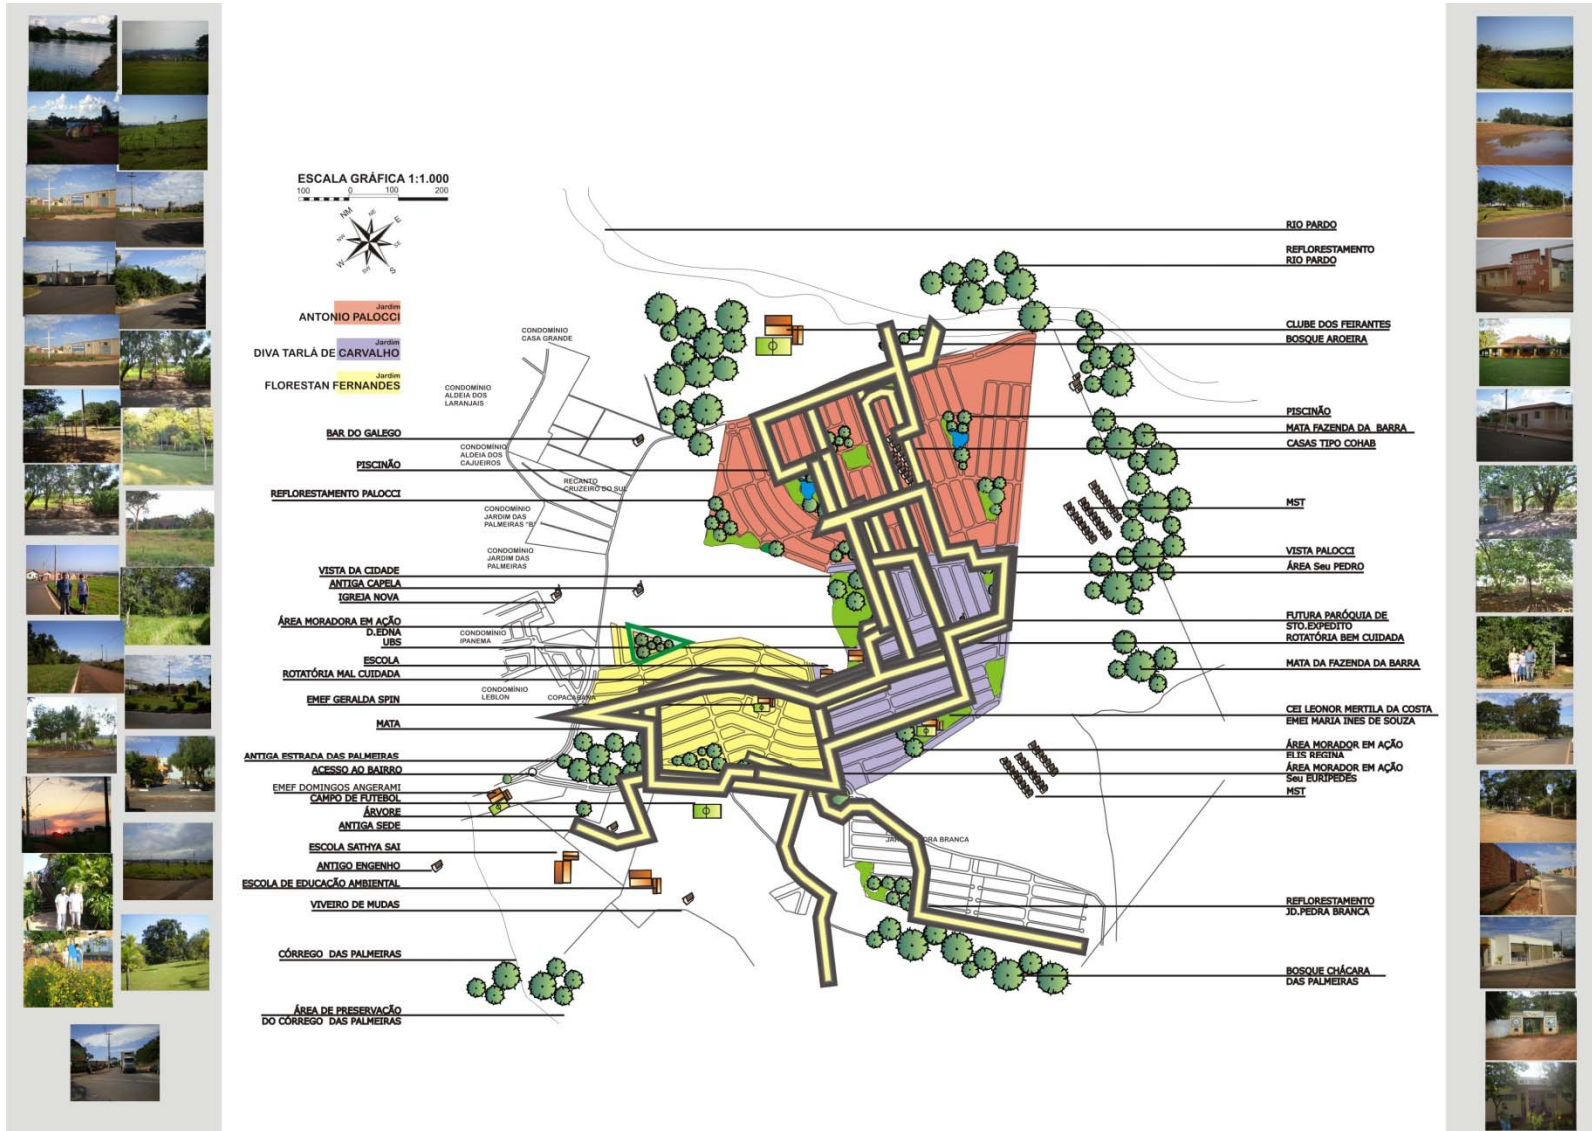 ESCALA GRÁFICA 1:1.000
100 0 100 200
NM
NE
E
NW
SE
W
SW
S
Jardim
ANTONIO PALOCCI
Jardim
DIVA TARLÁ DE CARVALHO
Jardim
FLORESTAN FERNANDES
CONDOMÍNIO
CASA GRANDE
CONDOMÍNIO
ALDEIA DOS
LARANJAIS
CONDOMÍNIO
ALDEIA DOS
CAJUEIROS
RECANTO
CRUZEIRO DO SUL
CONDOMÍNIO
JARDIM DAS
PALMEIRAS "B"
CONDOMÍNIO
JARDIM DAS
PALMEIRAS
CONDOMÍNIO
IPANEMA
CONDOMÍNIO
LEBLON
COPACABANA
BAR DO GALEGO
PISCINÃO
REFLORESTAMENTO PALOCCI
VISTA DA CIDADE
ANTIGA CAPELA
IGREJA NOVA
ÁREA MORADORA EM AÇÃO
D.EDNA
UBS
ESCOLA
ROTATÓRIA MAL CUIDADA
EMEF GERALDA SPIN
MATA
ANTIGA ESTRADA DAS PALMEIRAS
ACESSO AO BAIRRO
EMEF DOMINGOS ANGERAMI
CAMPO DE FUTEBOL
ÁRVORE
ANTIGA SEDE
ESCOLA SATHYA SAI
ANTIGO ENGENHO
ESCOLA DE EDUCAÇÃO AMBIENTAL
VIVEIRO DE MUDAS
CÓRREGO DAS PALMEIRAS
ÁREA DE PRESERVAÇÃO
DO CÓRREGO DAS PALMEIRAS
RIO PARDO
REFLORESTAMENTO
RIO PARDO
CLUBE DOS FEIRANTES
BOSQUE AROEIRA
PISCINÃO
MATA FAZENDA DA BARRA
CASAS TIPO COHAB
MST
VISTA PALOCCI
ÁREA Seu PEDRO
FUTURA PARÓQUIA DE
STO.EXPEDITO
ROTATÓRIA BEM CUIDADA
MATA DA FAZENDA DA BARRA
CEI LEONOR MERTILA DA COSTA
EMEI MARIA INES DE SOUZA
ÁREA MORADOR EM AÇÃO
ELIS REGINA
ÁREA MORADOR EM AÇÃO
Seu EURÍPEDES
MST
BRANCA
REFLORESTAMENTO
JD.PEDRA BRANCA
BOSQUE CHÁCARA
DAS PALMEIRAS